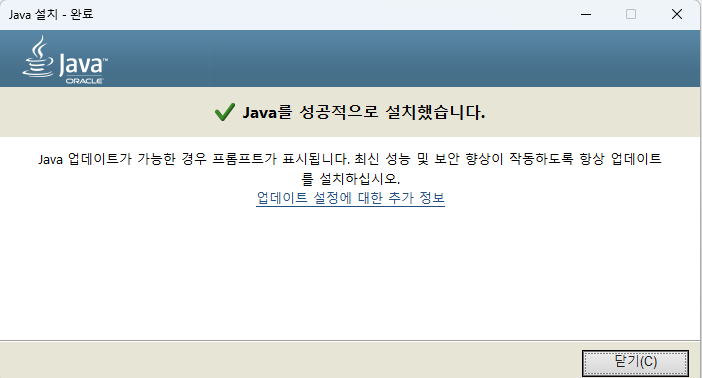 Java 설치 - 완료
Java™
ORACLE
Java를 성공적으로 설치했습니다.
Java 업데이트가 가능한 경우 프롬프트가 표시됩니다. 최신 성능 및 보안 향상이 작동하도록 항상 업데이트
를 설치하십시오.
업데이트 설정에 대한 추가 정보
닫기(C)